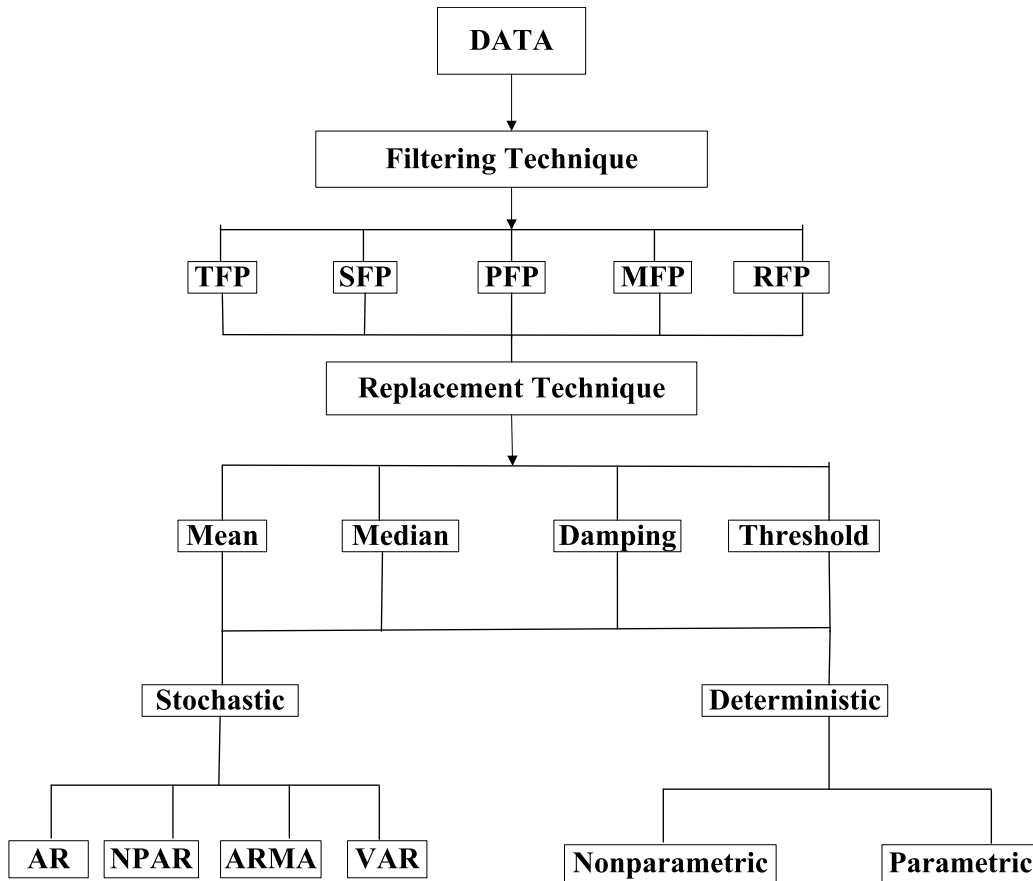 DATA
Filtering Technique
TFP
SFP
PFP
MFP
RFP
Replacement Technique
Mean
Median
Damping
Threshold
Stochastic
Deterministic
AR
NPAR
ARMA
VAR
Nonparametric
Parametric